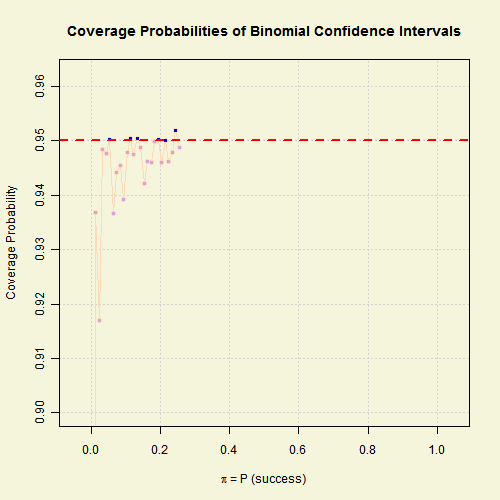 Coverage Probabilities of Binomial Confidence Intervals
Coverage Probability
0.96
0.95
0.94
0.93
0.92
0.91
0.90
0.0 0.2 0.4 0.6 0.8 1.0
π = P (success)